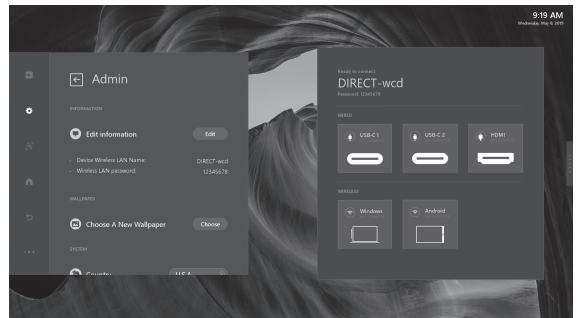 9:19 AM
Wednesday, May 6, 2015
Admin
INFORMATION
Edit information
Edit
- Device Wireless LAN Name: DIRECT-wcd
- Wireless LAN password: 12345678
WALLPAPER
Choose A New Wallpaper
Choose
SYSTEM
Country
U.S.A.
Ready to connect
DIRECT-wcd
Password: 12345678
WIRED
USB-C 1
USB-C 2
HDMI
WIRELESS
Windows
Android